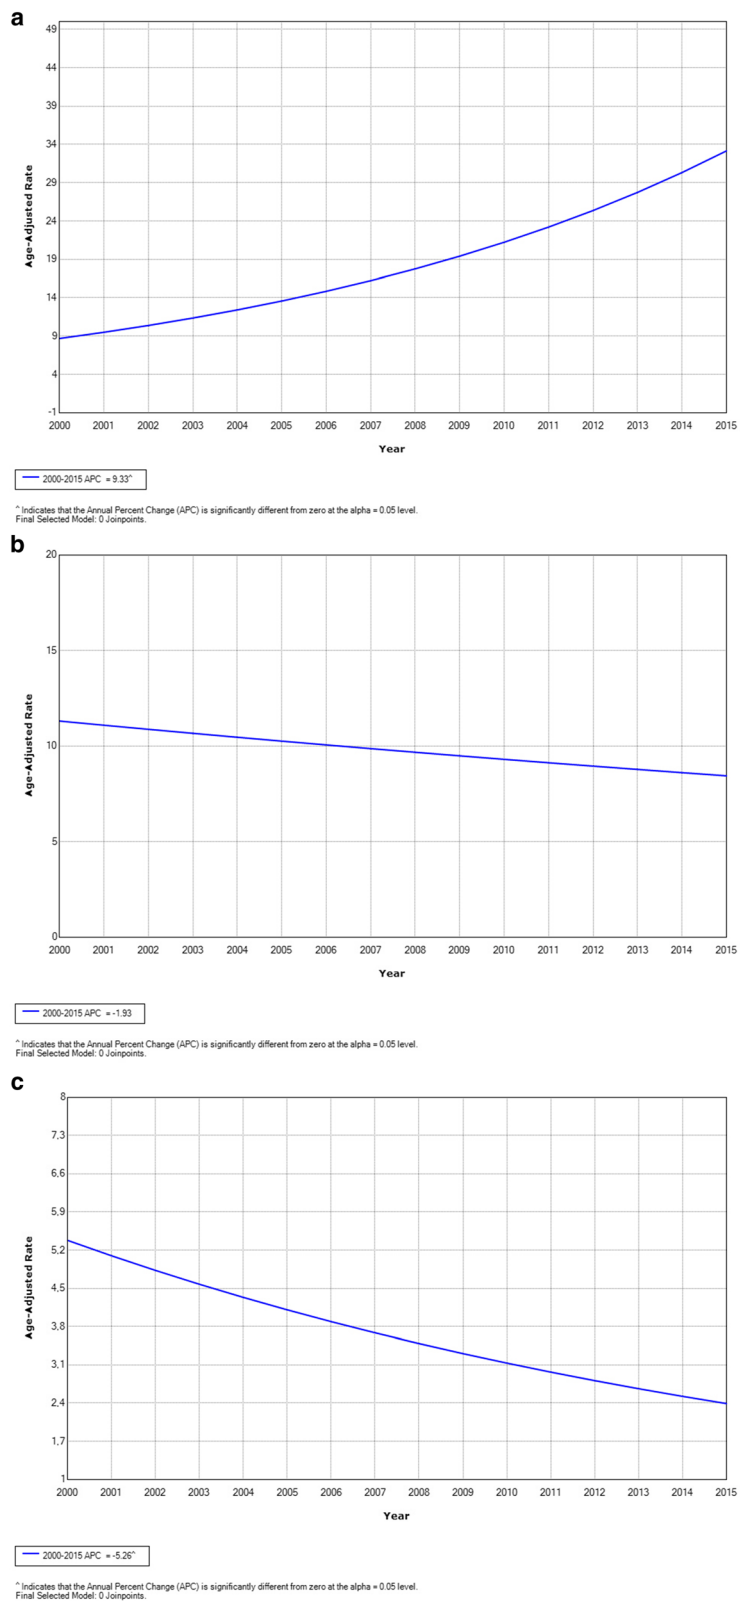 a
49
44
39
34
29
24
19
14
9
4
-1
Age-Adjusted Rate
2000 2001 2002 2003 2004 2005 2006 2007 2008 2009 2010 2011 2012 2013 2014 2015
Year
2000-2015 APC = 9.33^
^ Indicates that the Annual Percent Change (APC) is significantly different from zero at the alpha = 0.05 level.
Final Selected Model: 0 Joinpoints.
b
20
15
10
5
0
Age-Adjusted Rate
2000 2001 2002 2003 2004 2005 2006 2007 2008 2009 2010 2011 2012 2013 2014 2015
Year
2000-2015 APC = -1.93
^ Indicates that the Annual Percent Change (APC) is significantly different from zero at the alpha = 0.05 level.
Final Selected Model: 0 Joinpoints.
c
8
7,3
6,6
5,9
5,2
4,5
3,8
3,1
2,4
1,7
1
Age-Adjusted Rate
2000 2001 2002 2003 2004 2005 2006 2007 2008 2009 2010 2011 2012 2013 2014 2015
Year
2000-2015 APC = -5.26^
^ Indicates that the Annual Percent Change (APC) is significantly different from zero at the alpha = 0.05 level.
Final Selected Model: 0 Joinpoints.